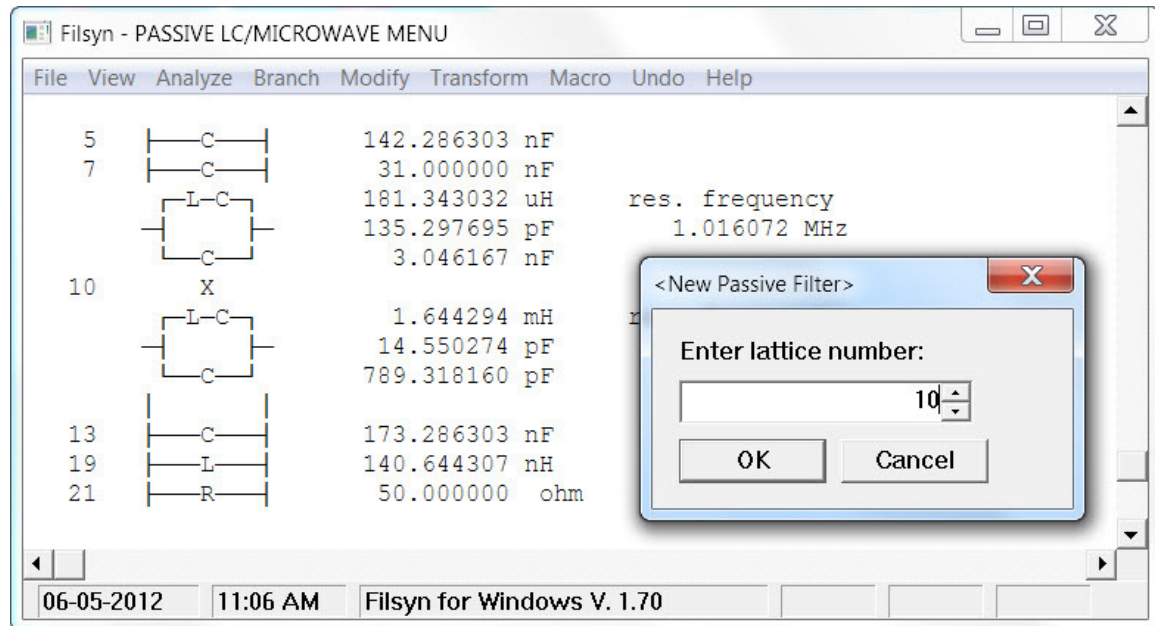 Filsyn - PASSIVE LC/MICROWAVE MENU
File View Analyze Branch Modify Transform Macro Undo Help
5 C 142.286303 nF
7 C 31.000000 nF
L-C 181.343032 uH res. frequency
135.297695 pF 1.016072 MHz
C 3.046167 nF
10 X
L-C 1.644294 mH r
14.550274 pF
C 789.318160 pF
13 C 173.286303 nF
19 L 140.644307 nH
21 R 50.000000 ohm
<New Passive Filter>
Enter lattice number:
10
OK Cancel
06-05-2012 11:06 AM Filsyn for Windows V. 1.70